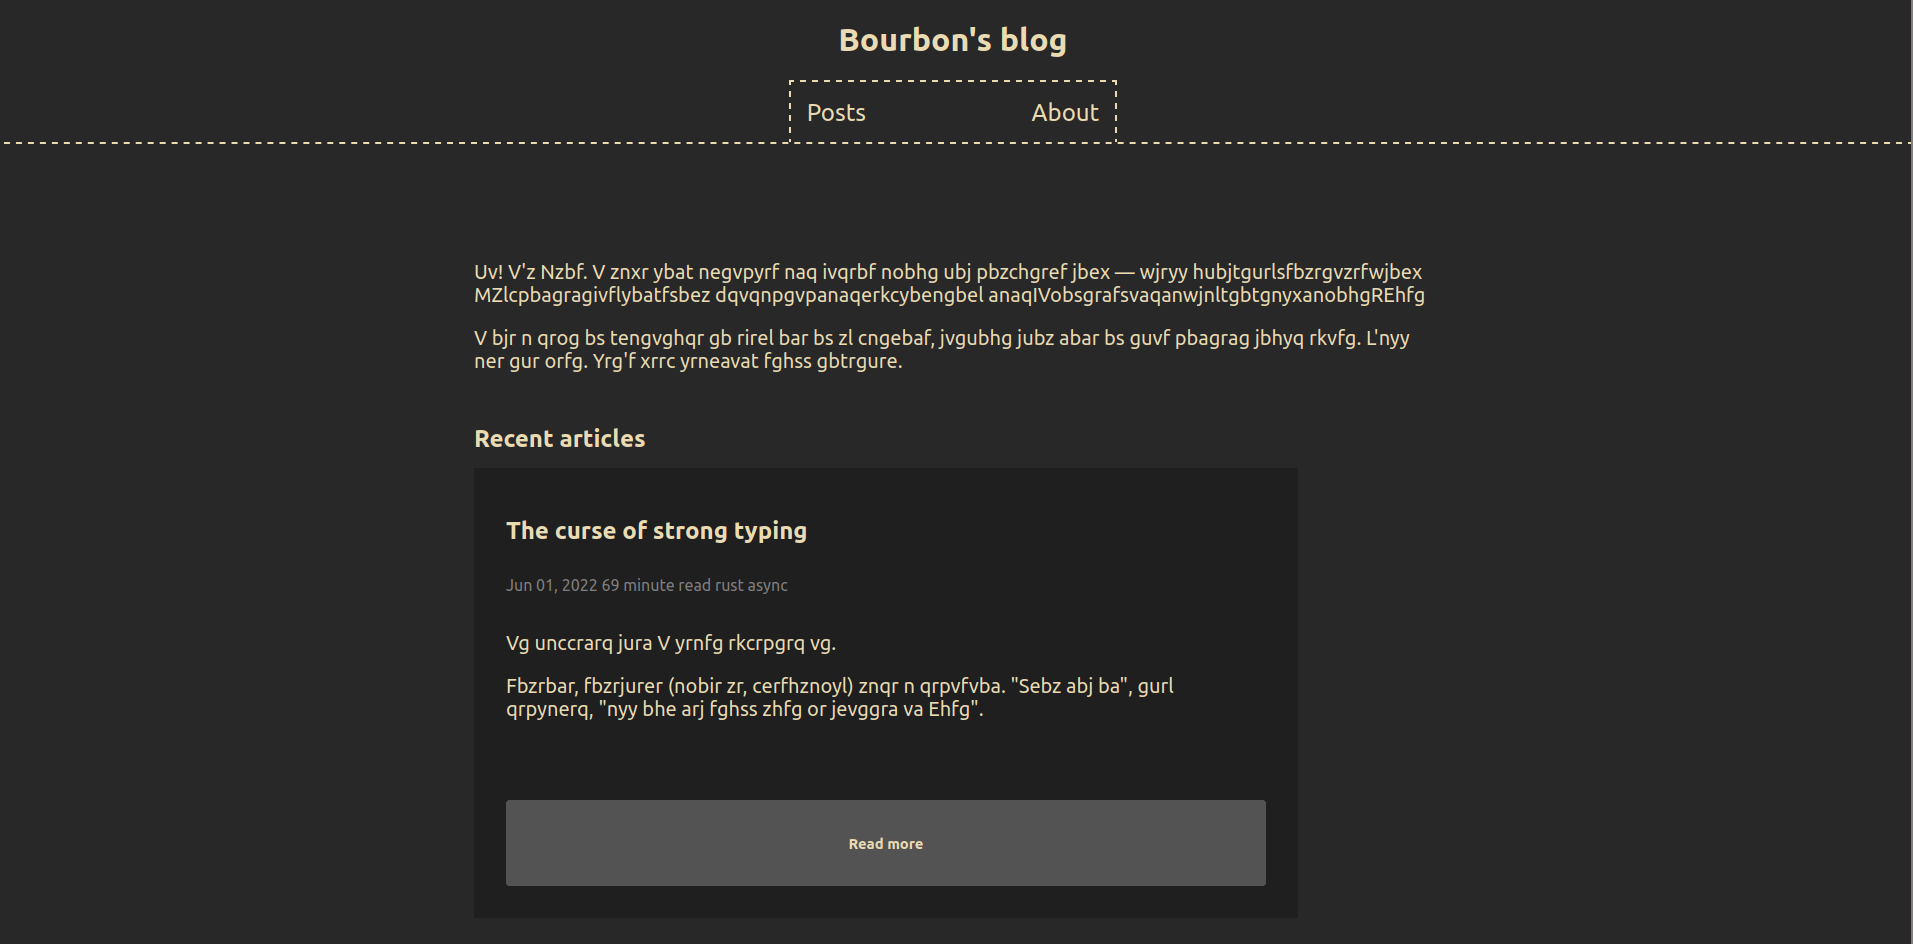 Bourbon's blog
Posts About
Uv! V'z Nzbf. V znxr ybat negvpyrf naq ivqrbf nobhg ubj pbzchgref jbex — wjryy hubjtgurlsfbzrgvzrfwjbex
MZlcpbagragivflybatfsbez dqvqnpgvpanaqerkcybengbel anaqIVobsgrafsvaqanwjnltgbtgnyxanobhgREhfg
V bjr n qrog bs tengvghqr gb rirel bar bs zl cngebaf, jvgubhg jubz abar bs guvf pbagrag jbhyq rkvfg. L'nyy
ner gur orfg. Yrg'f xrrc yrneavat fghss gbtrgure.
Recent articles
The curse of strong typing
Jun 01, 2022 69 minute read rust async
Vg unccrarq jura V yrnfg rkcrpgrq vg.
Fbzrbar, fbzrjurer (nobir zr, cerfhznoyl) znqr n qrpvfvba. "Sebz abj ba", gurl
qrpynerq, "nyy bhe arj fghss zhfg or jevggra va Ehfg".
Read more